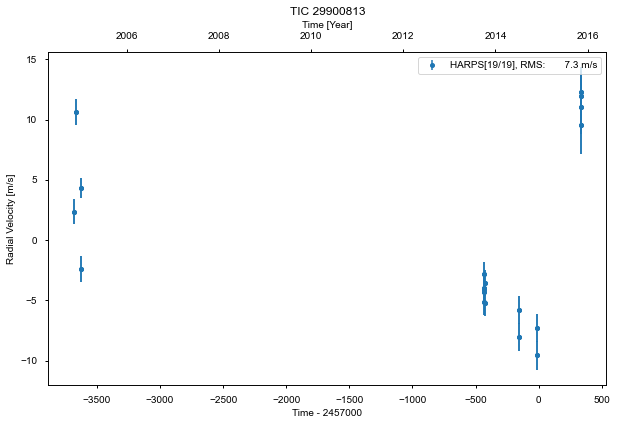 TIC 29900813
Time [Year]
2006 2008 2010 2012 2014 2016
HARPS[19/19], RMS: 7.3 m/s
Radial Velocity [m/s]
15
10
5
0
−5
−10
−3500 −3000 −2500 −2000 −1500 −1000 −500 0 500
Time - 2457000